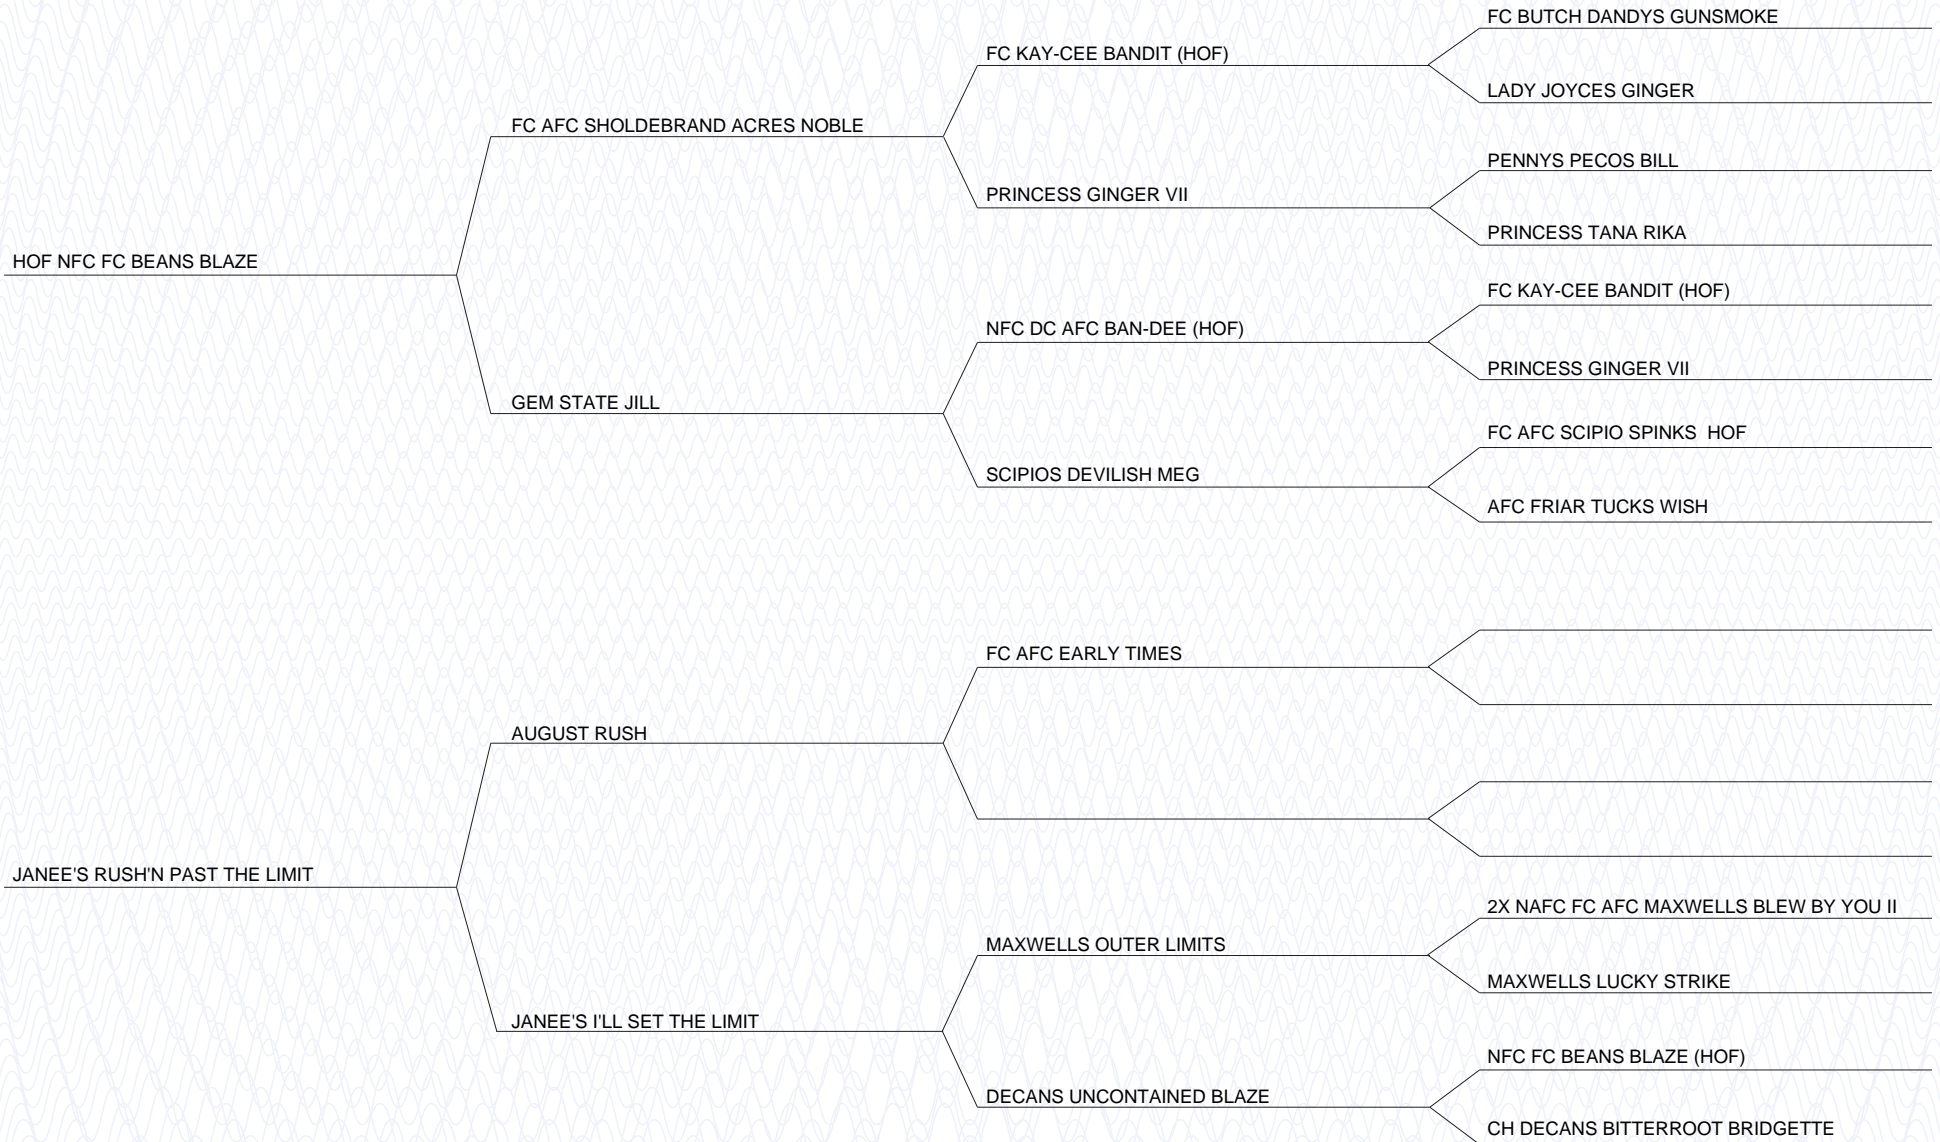 FC BUTCH DANDYS GUNSMOKE
FC KAY-CEE BANDIT (HOF)
LADY JOYCES GINGER
FC AFC SHOLDEBRAND ACRES NOBLE
PENNYS PECOS BILL
PRINCESS GINGER VII
PRINCESS TANA RIKA
HOF NFC FC BEANS BLAZE
FC KAY-CEE BANDIT (HOF)
NFC DC AFC BAN-DEE (HOF)
PRINCESS GINGER VII
GEM STATE JILL
FC AFC SCIPIO SPINKS  HOF
SCIPIOS DEVILISH MEG
AFC FRIAR TUCKS WISH
FC AFC EARLY TIMES
AUGUST RUSH
JANEE'S RUSH'N PAST THE LIMIT
2X NAFC FC AFC MAXWELLS BLEW BY YOU II
MAXWELLS OUTER LIMITS
MAXWELLS LUCKY STRIKE
JANEE'S I'LL SET THE LIMIT
NFC FC BEANS BLAZE (HOF)
DECANS UNCONTAINED BLAZE
CH DECANS BITTERROOT BRIDGETTE